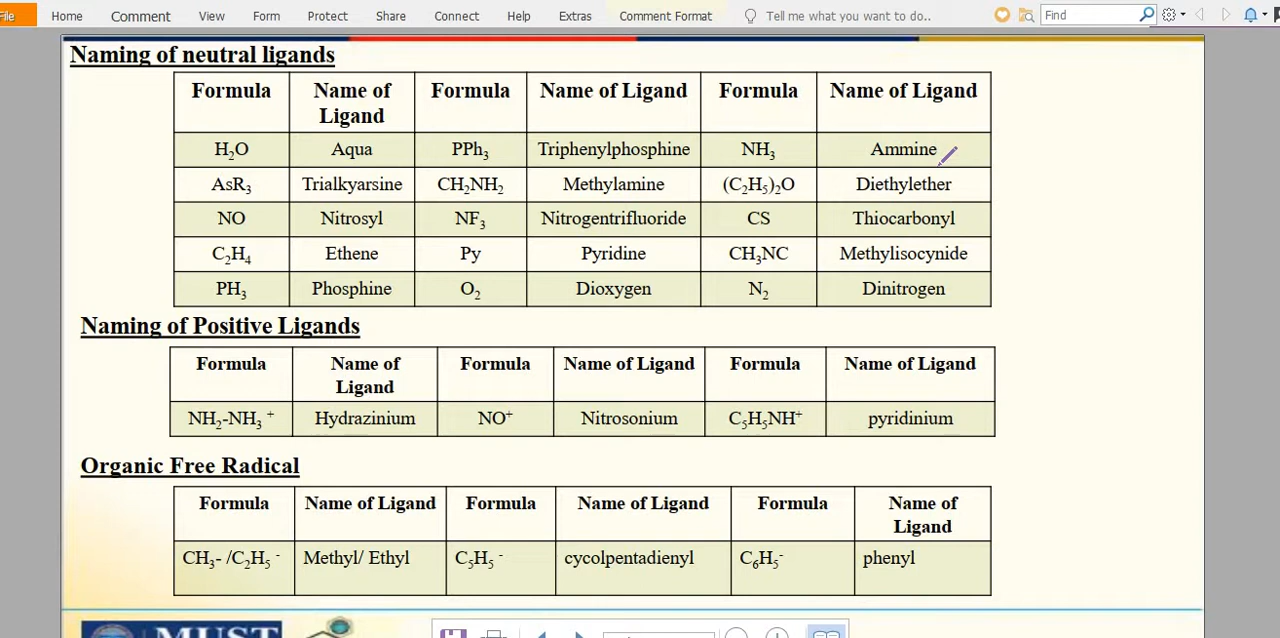 File Home Comment View Form Protect Share Connect Help Extras Comment Format Tell me what you want to do.. Find
Naming of neutral ligands
Formula Name of Ligand Formula Name of Ligand Formula Name of Ligand
H₂O Aqua PPh₃ Triphenylphosphine NH₃ Ammine
AsR₃ Trialkyarsine CH₂NH₂ Methylamine (C₂H₅)₂O Diethylether
NO Nitrosyl NF₃ Nitrogentrifluoride CS Thiocarbonyl
C₂H₄ Ethene Py Pyridine CH₃NC Methylisocynide
PH₃ Phosphine O₂ Dioxygen N₂ Dinitrogen
Naming of Positive Ligands
Formula Name of Ligand Formula Name of Ligand Formula Name of Ligand
NH₂-NH₃ ⁺ Hydrazinium NO⁺ Nitrosonium C₅H₅NH⁺ pyridinium
Organic Free Radical
Formula Name of Ligand Formula Name of Ligand Formula Name of Ligand
CH₃- /C₂H₅ ⁻ Methyl/ Ethyl C₅H₅ ⁻ cycolpentadienyl C₆H₅⁻ phenyl
MUST